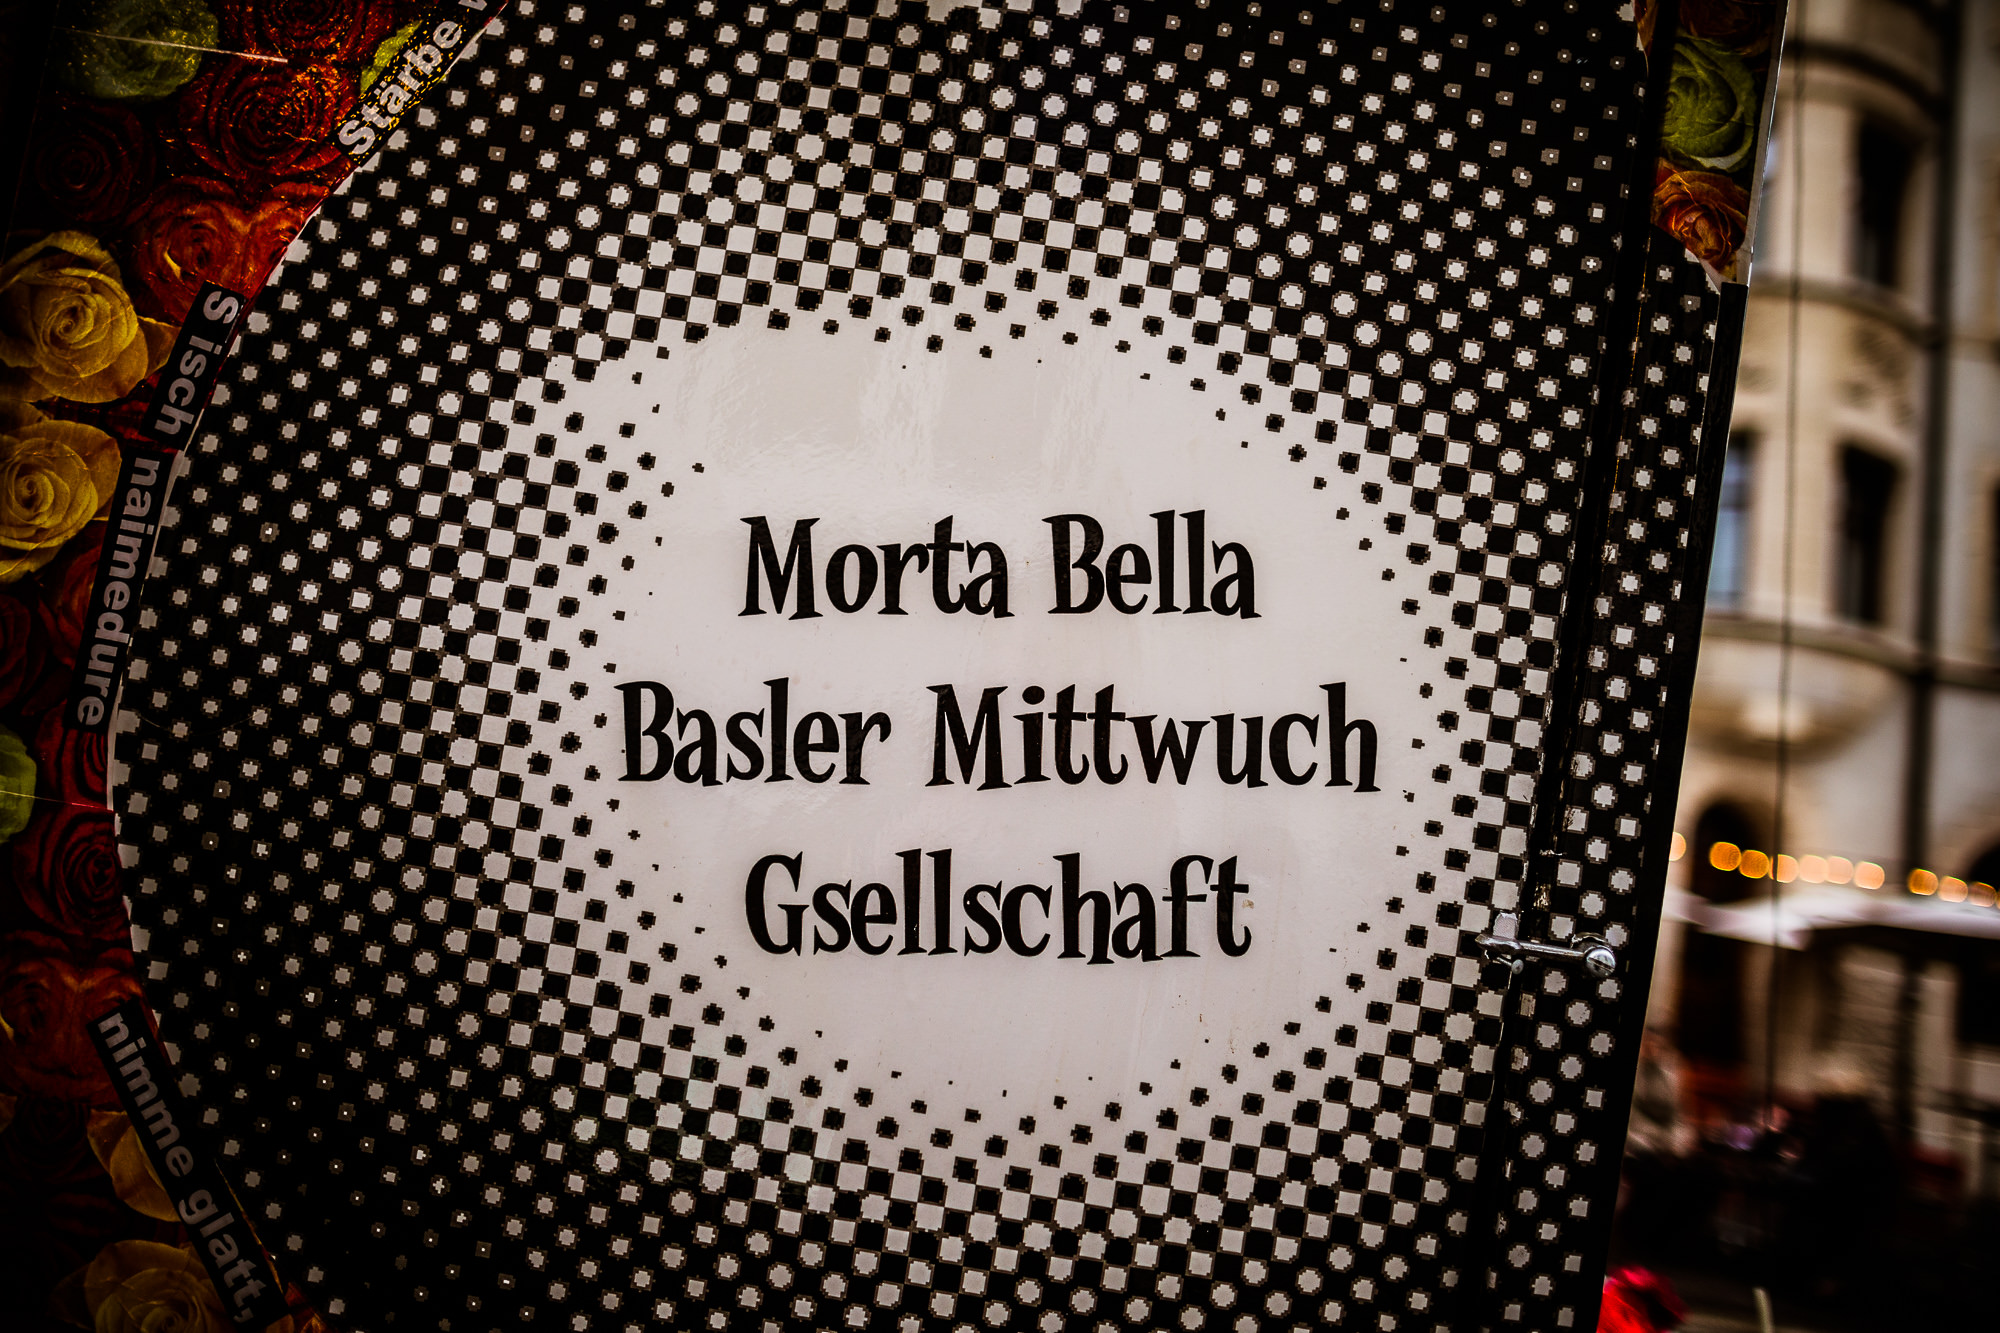 Stärbe
S isch naimedure
nimme glatt,
Morta Bella
Basler Mittwuch
Gsellschaft